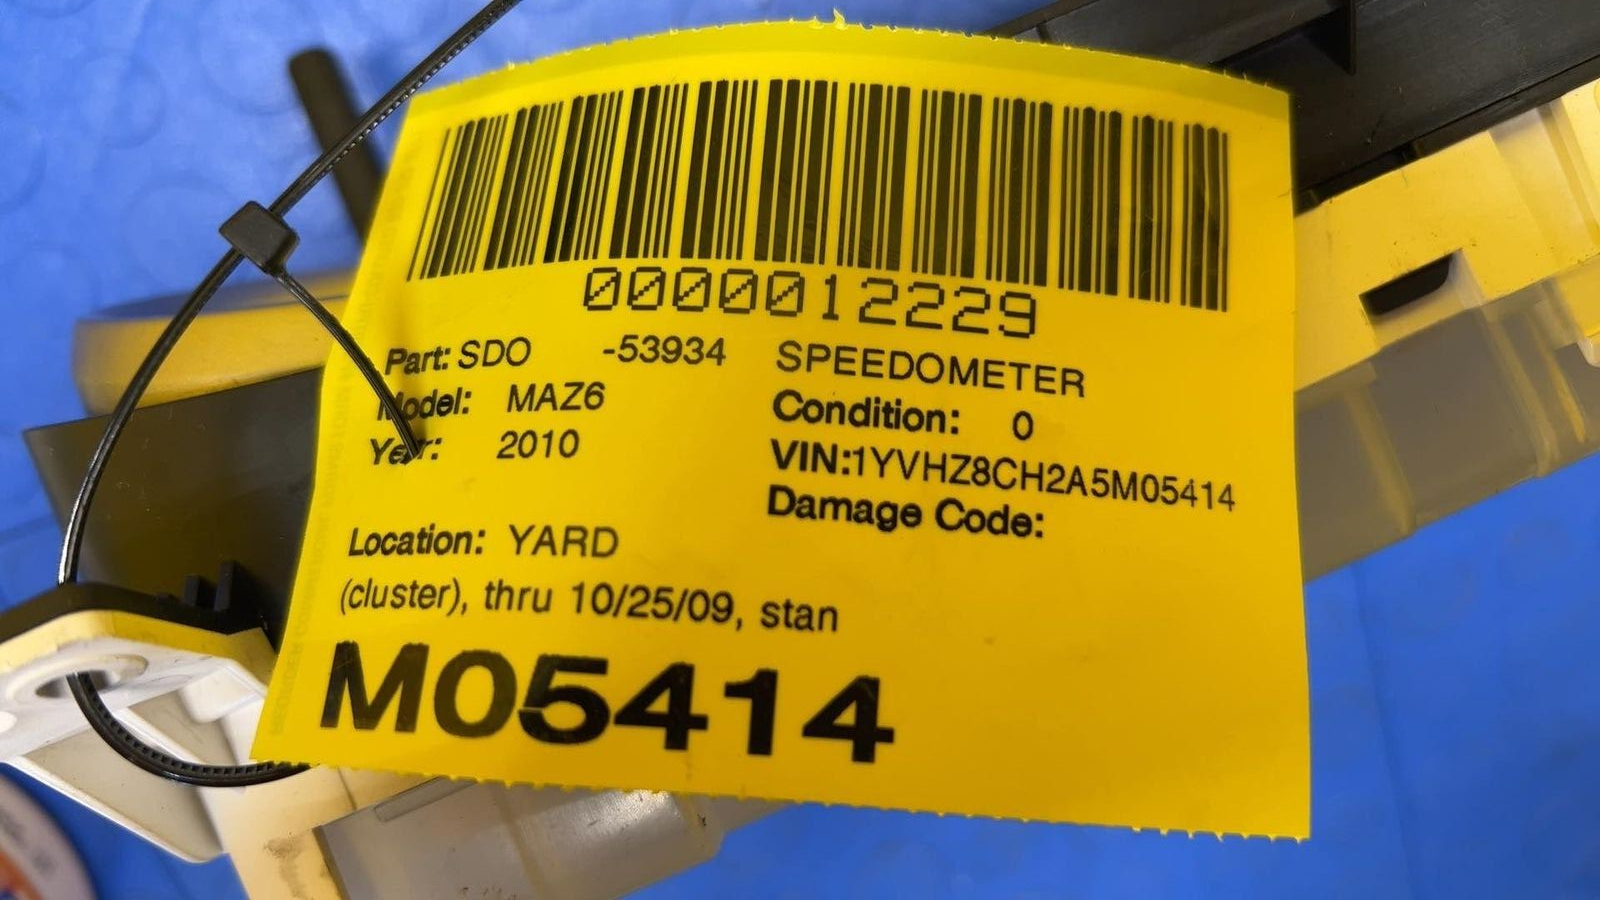 0000012229
Part: SDO -53934 SPEEDOMETER
Model: MAZ6 Condition: 0
Year: 2010 VIN:1YVHZ8CH2A5M05414
Damage Code:
Location: YARD
(cluster), thru 10/25/09, stan
M05414